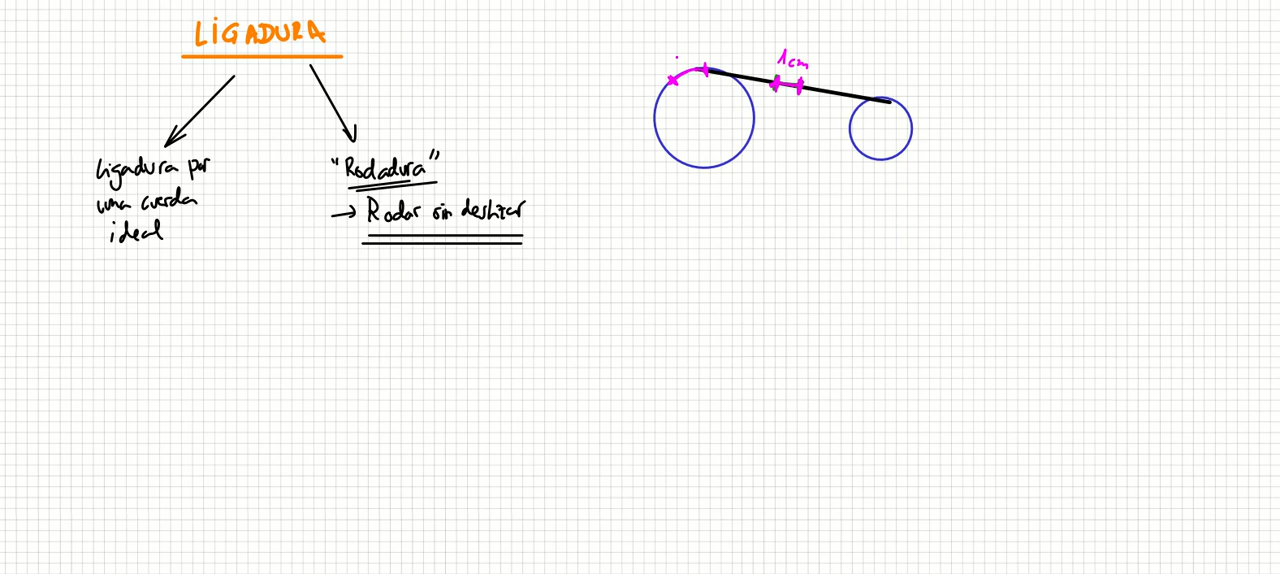 LIGADURA
Ligadura por
una cuerda
ideal
"Rodadura"
→ Rodar sin deslizar
1cm